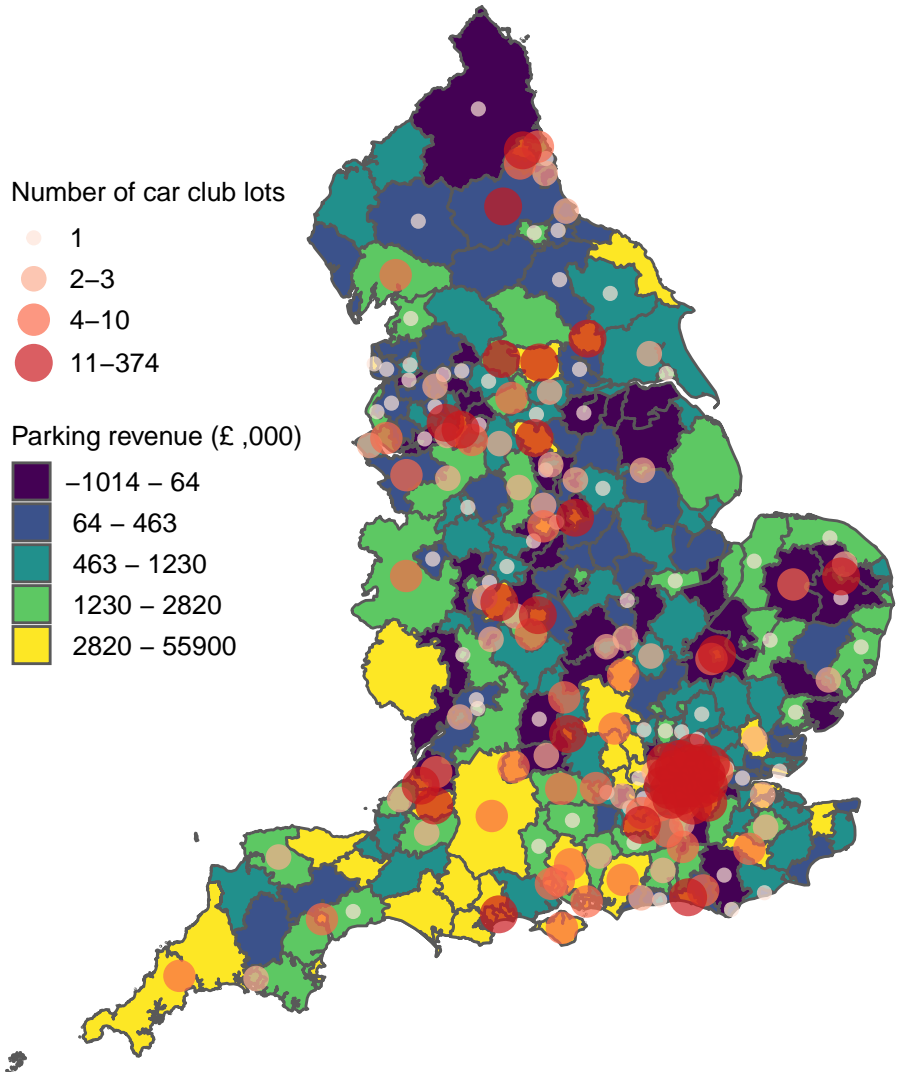 Number of car club lots
1
2–3
4–10
11–374
Parking revenue (£ ,000)
−1014 – 64
64 – 463
463 – 1230
1230 – 2820
2820 – 55900